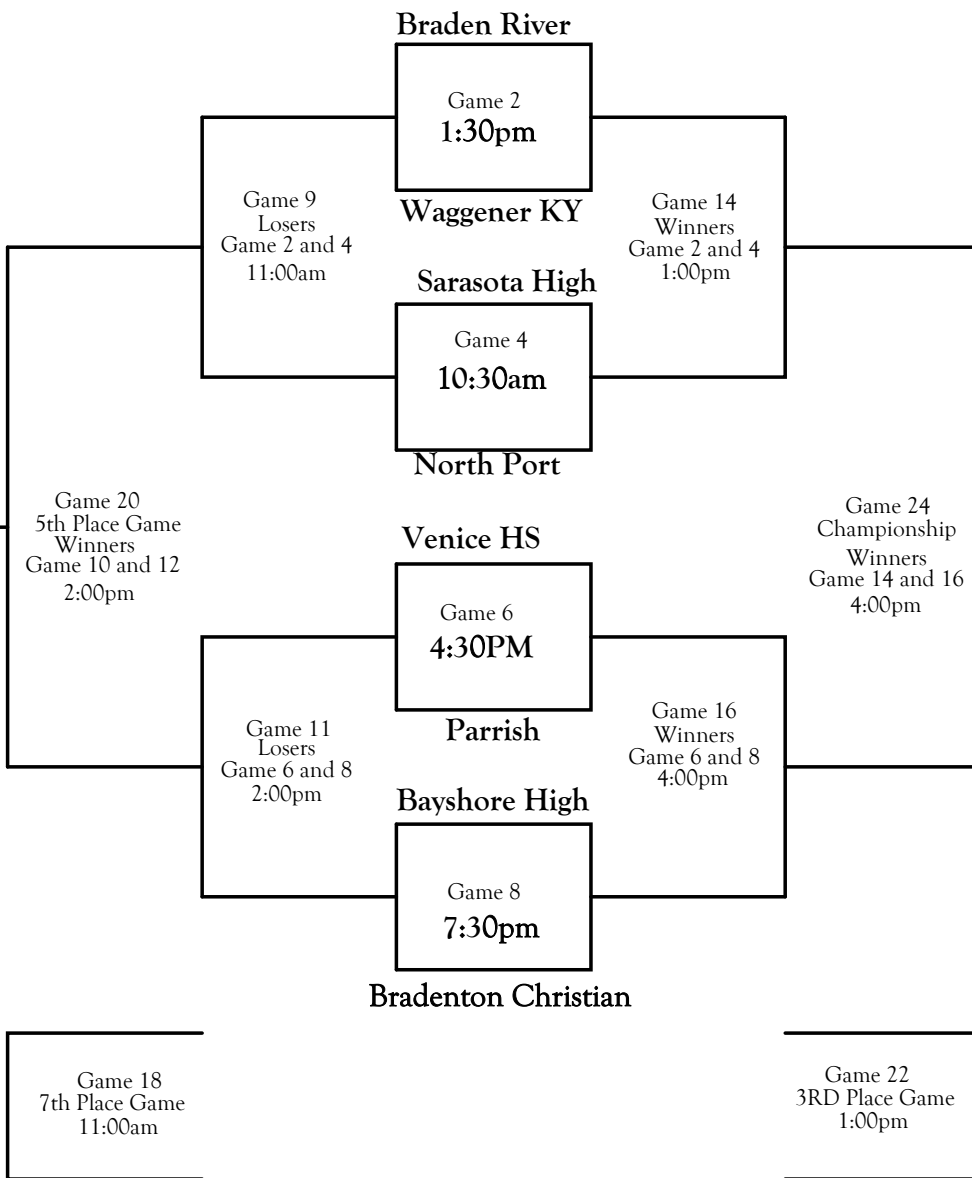 Braden River
Game 2
1:30pm
Waggener KY
Game 9
Losers
Game 2 and 4
11:00am
Game 14
Winners
Game 2 and 4
1:00pm
Sarasota High
Game 4
10:30am
North Port
Game 20
5th Place Game
Winners
Game 10 and 12
2:00pm
Game 24
Championship
Winners
Game 14 and 16
4:00pm
Venice HS
Game 6
4:30PM
Parrish
Game 11
Losers
Game 6 and 8
2:00pm
Game 16
Winners
Game 6 and 8
4:00pm
Bayshore High
Game 8
7:30pm
Bradenton Christian
Game 18
7th Place Game
11:00am
Game 22
3RD Place Game
1:00pm